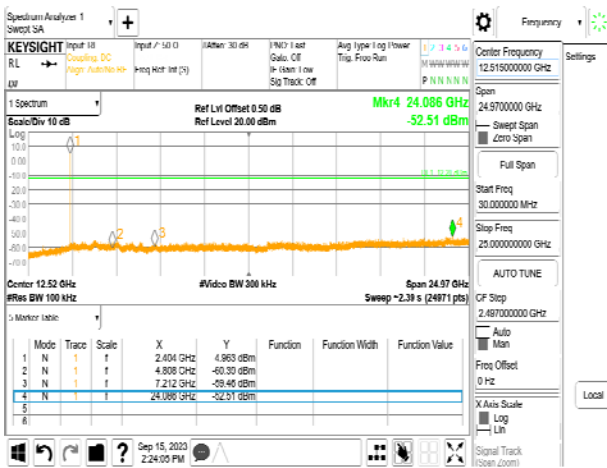 Spectrum Analyzer 1
Swept SA
Frequency
KEYSIGHT
RL
Input Z: 50 Ω
Freq Ref: Int (S)
Atten: 30 dB
PNO: Fast
Gate: Off
IF Gain: Low
Sig Track: Off
Avg Type: Log Power
Trig: Free Run
1 2 3 4 5 6
M W W W W W
P N N N N N
Center Frequency
12.515000000 GHz
Settings
Span
24.9700000 GHz
Swept Span
Zero Span
Full Span
Start Freq
30.000000 MHz
Stop Freq
25.000000000 GHz
AUTO TUNE
CF Step
2.497000000 GHz
Auto
Man
Freq Offset
0 Hz
X Axis Scale
Log
Lin
Local
Signal Track
(Span Zoom)
1 Spectrum
Scale/Div 10 dB
Ref Lvl Offset 0.50 dB
Ref Level 20.00 dBm
Mkr4 24.086 GHz
-52.51 dBm
Log
10.0
0.00
-10.0
-20.0
-30.0
-40.0
-50.0
-60.0
-70.0
1
2
3
4
Center 12.52 GHz
#Res BW 100 kHz
#Video BW 300 kHz
Span 24.97 GHz
Sweep ~2.39 s (24971 pts)
5 Marker Table
Mode Trace Scale X Y Function Function Width Function Value
1 N 1 f 2.404 GHz 4.963 dBm
2 N 1 f 4.808 GHz -60.30 dBm
3 N 1 f 7.212 GHz -59.46 dBm
4 N 1 f 24.086 GHz -52.51 dBm
5
6
Sep 15, 2023
2:24:05 PM